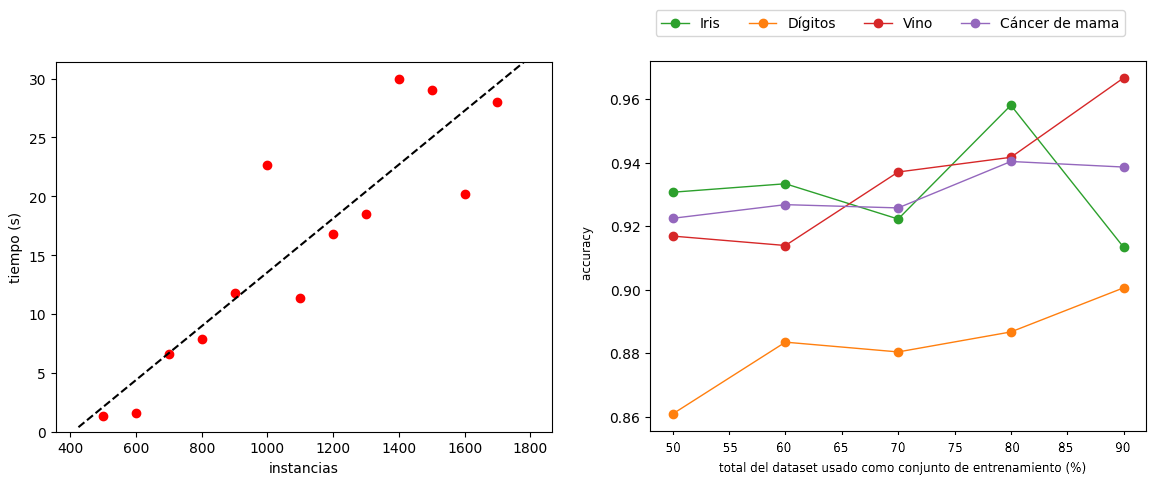 Iris Dígitos Vino Cáncer de mama
30
25
20
15
10
5
0
tiempo (s)
400 600 800 1000 1200 1400 1600 1800
instancias
0.96
0.94
0.92
0.90
0.88
0.86
accuracy
50 55 60 65 70 75 80 85 90
total del dataset usado como conjunto de entrenamiento (%)